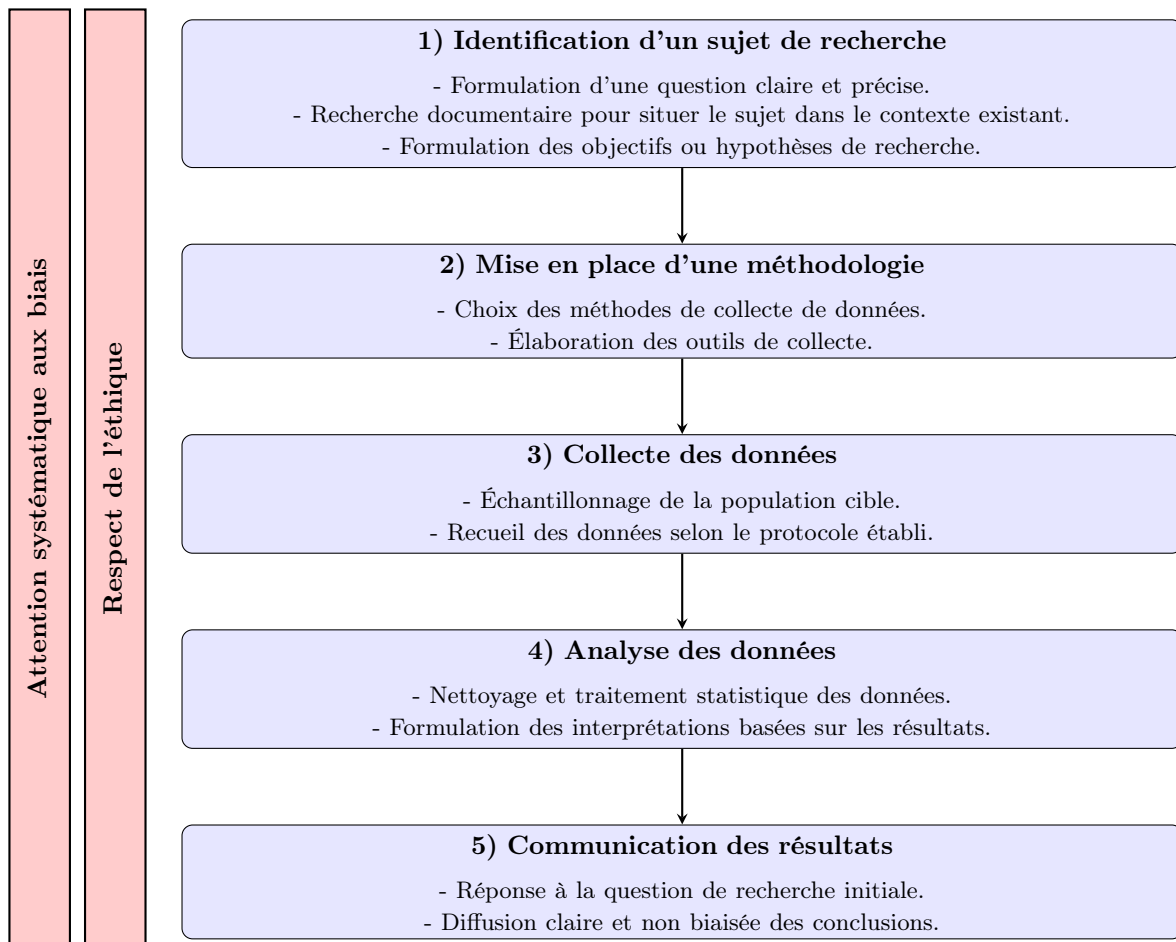 Attention systématique aux biais
Respect de l'éthique
1) Identification d'un sujet de recherche
- Formulation d'une question claire et précise.
- Recherche documentaire pour situer le sujet dans le contexte existant.
- Formulation des objectifs ou hypothèses de recherche.
2) Mise en place d'une méthodologie
- Choix des méthodes de collecte de données.
- Élaboration des outils de collecte.
3) Collecte des données
- Échantillonnage de la population cible.
- Recueil des données selon le protocole établi.
4) Analyse des données
- Nettoyage et traitement statistique des données.
- Formulation des interprétations basées sur les résultats.
5) Communication des résultats
- Réponse à la question de recherche initiale.
- Diffusion claire et non biaisée des conclusions.